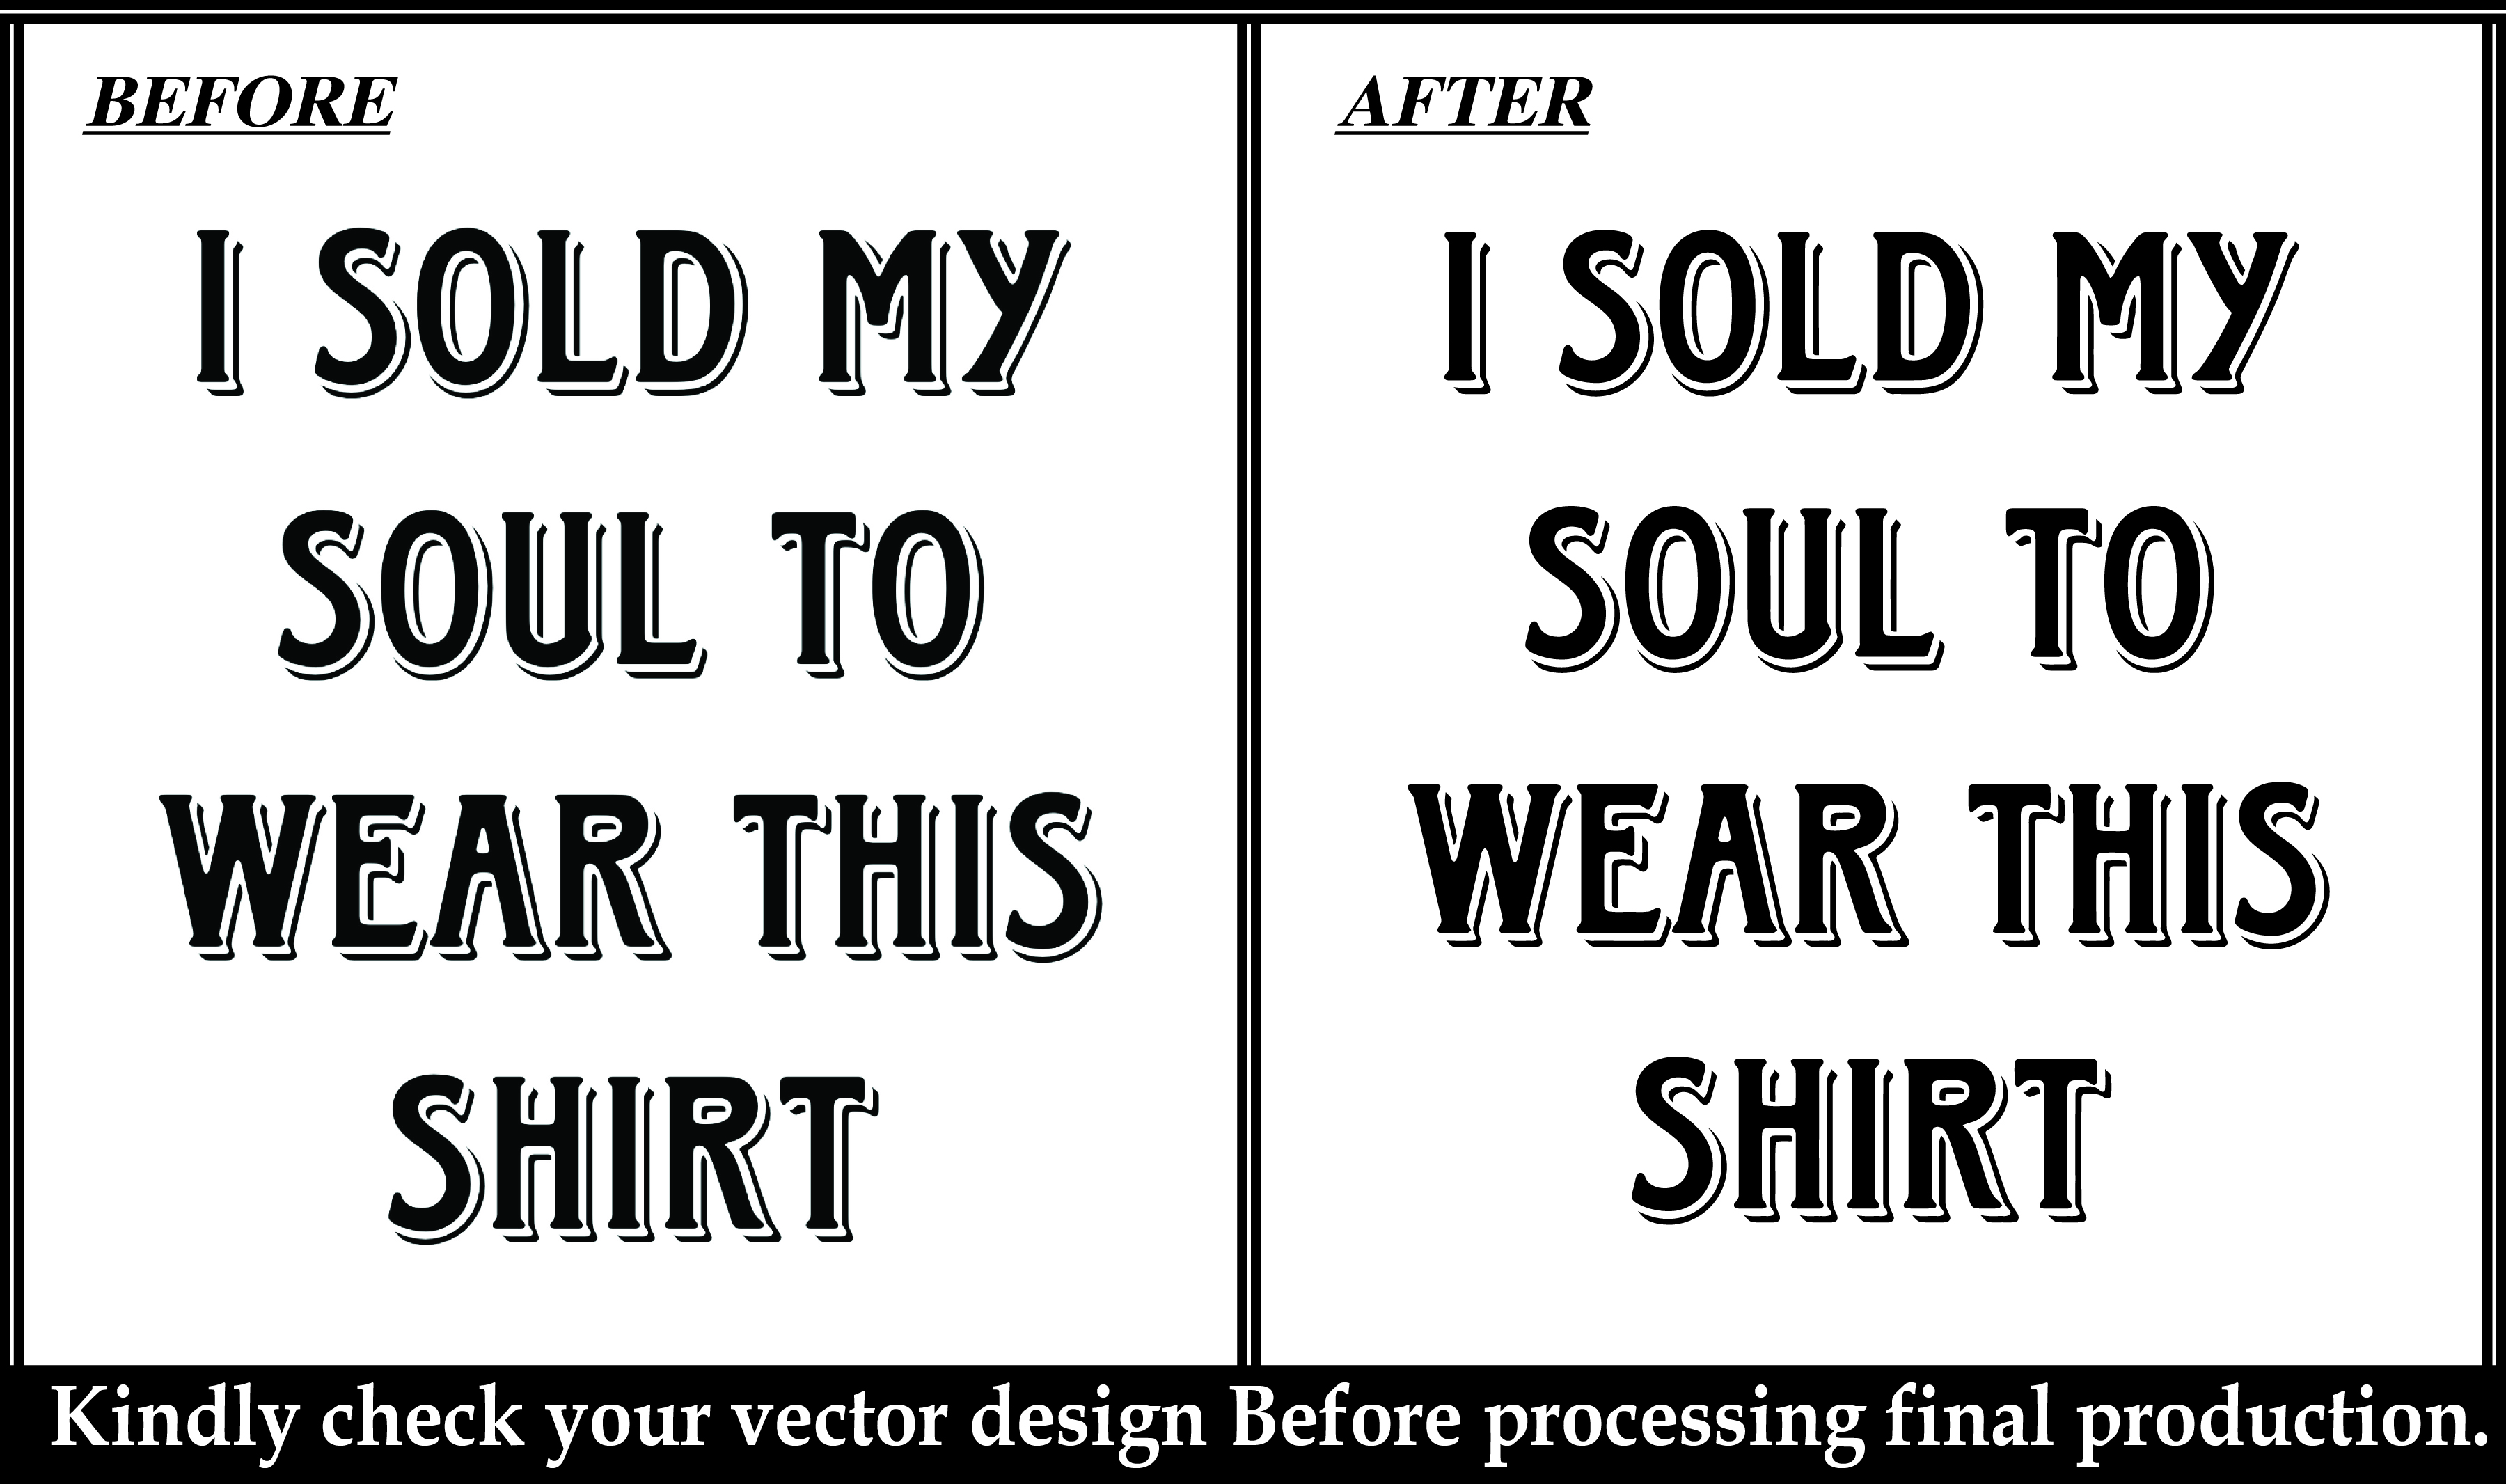 BEFORE
I SOLD MY
SOUL TO
WEAR THIS
SHIRT
AFTER
I SOLD MY
SOUL TO
WEAR THIS
SHIRT
Kindly check your vector design Before processing final production.